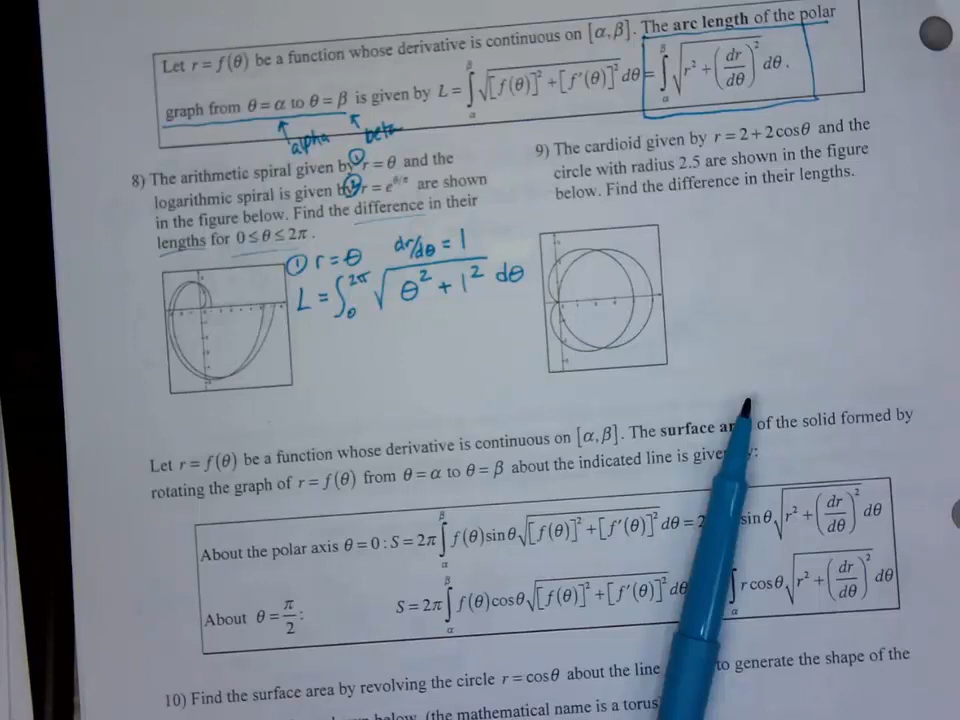 Let r = f(θ) be a function whose derivative is continuous on [α, β]. The arc length of the polar
graph from θ = α to θ = β is given by L = ∫_α^β √([f(θ)]² + [f'(θ)]²) dθ = ∫_α^β √(r² + (dr/dθ)²) dθ.
alpha beta
8) The arithmetic spiral given by ① r = θ and the
logarithmic spiral is given ② r = e^(θ/π) are shown
in the figure below. Find the difference in their
lengths for 0 ≤ θ ≤ 2π.
① r = θ dr/dθ = 1
L = ∫_0^2π √(θ² + 1²) dθ
9) The cardioid given by r = 2 + 2cosθ and the
circle with radius 2.5 are shown in the figure
below. Find the difference in their lengths.
Let r = f(θ) be a function whose derivative is continuous on [α, β]. The surface of the solid formed by
rotating the graph of r = f(θ) from θ = α to θ = β about the indicated line is
About the polar axis θ = 0 : S = 2π ∫_α^β f(θ) sinθ √([f(θ)]² + [f'(θ)]²) dθ = 2 sinθ √(r² + (dr/dθ)²) dθ
About θ = π/2 : S = 2π ∫_α^β f(θ) cosθ √([f(θ)]² + [f'(θ)]²) dθ ∫_α r cosθ √(r² + (dr/dθ)²) dθ
10) Find the surface area by revolving the circle r = cosθ about the line to generate the shape of the
below. (the mathematical name is a torus